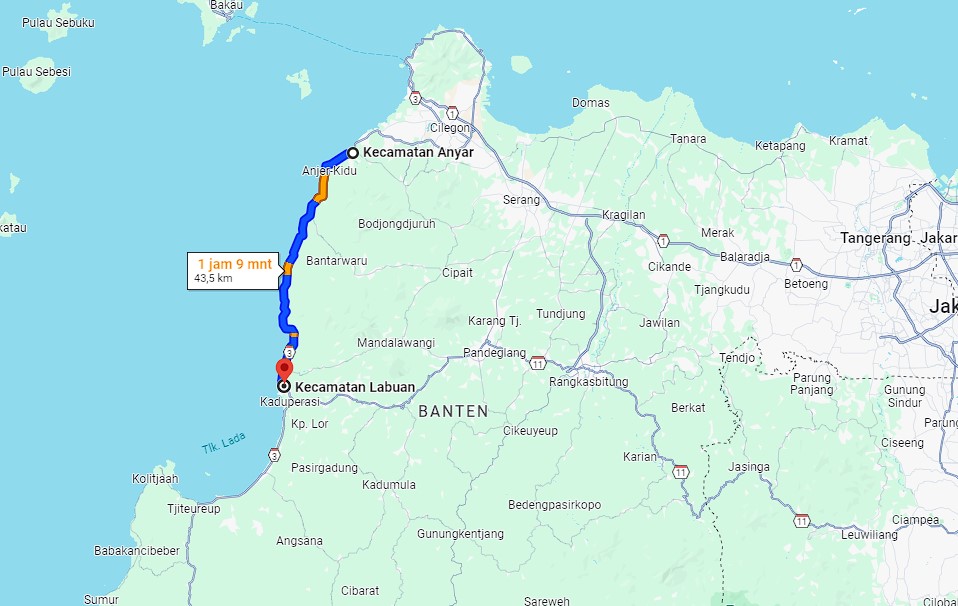 Bakau
Pulau Sebuku
Pulau Sebesi
3
1
Domas
Cilegon
Tanara
Ketapang
Kramat
Kecamatan Anyar
Anjer-Kidu
Serang
Kragilan
Bodjongdjuruh
katau
Merak
Tangerang
Jakar
1
Baladraja
1 jam 9 mnt
43,5 km
Bantarwaru
Cipait
Cikande
1
Betoeng
Tjangkudu
Jak
Karang Tj.
Tundjung
Jawilan
Mandalawangi
3
Pandeglang
11
Tendjo
Rangkasbitung
Parung
Panjang
Gunung
Sindur
Kecamatan Labuan
Kaduperasi
BANTEN
Berkat
Kp. Lor
Cikeuyeup
Parung
Ciseeng
Tlk. Lada
3
Karian
Pasirgadung
11
Jasinga
Kolitjaah
Kadumula
Tjiteureup
Bedengpasirkopo
11
Ciampea
Gunungkentjang
Leuwiliang
Angsana
Babakancibeber
Cibarat
Sumur
Sareweh
Ciloba